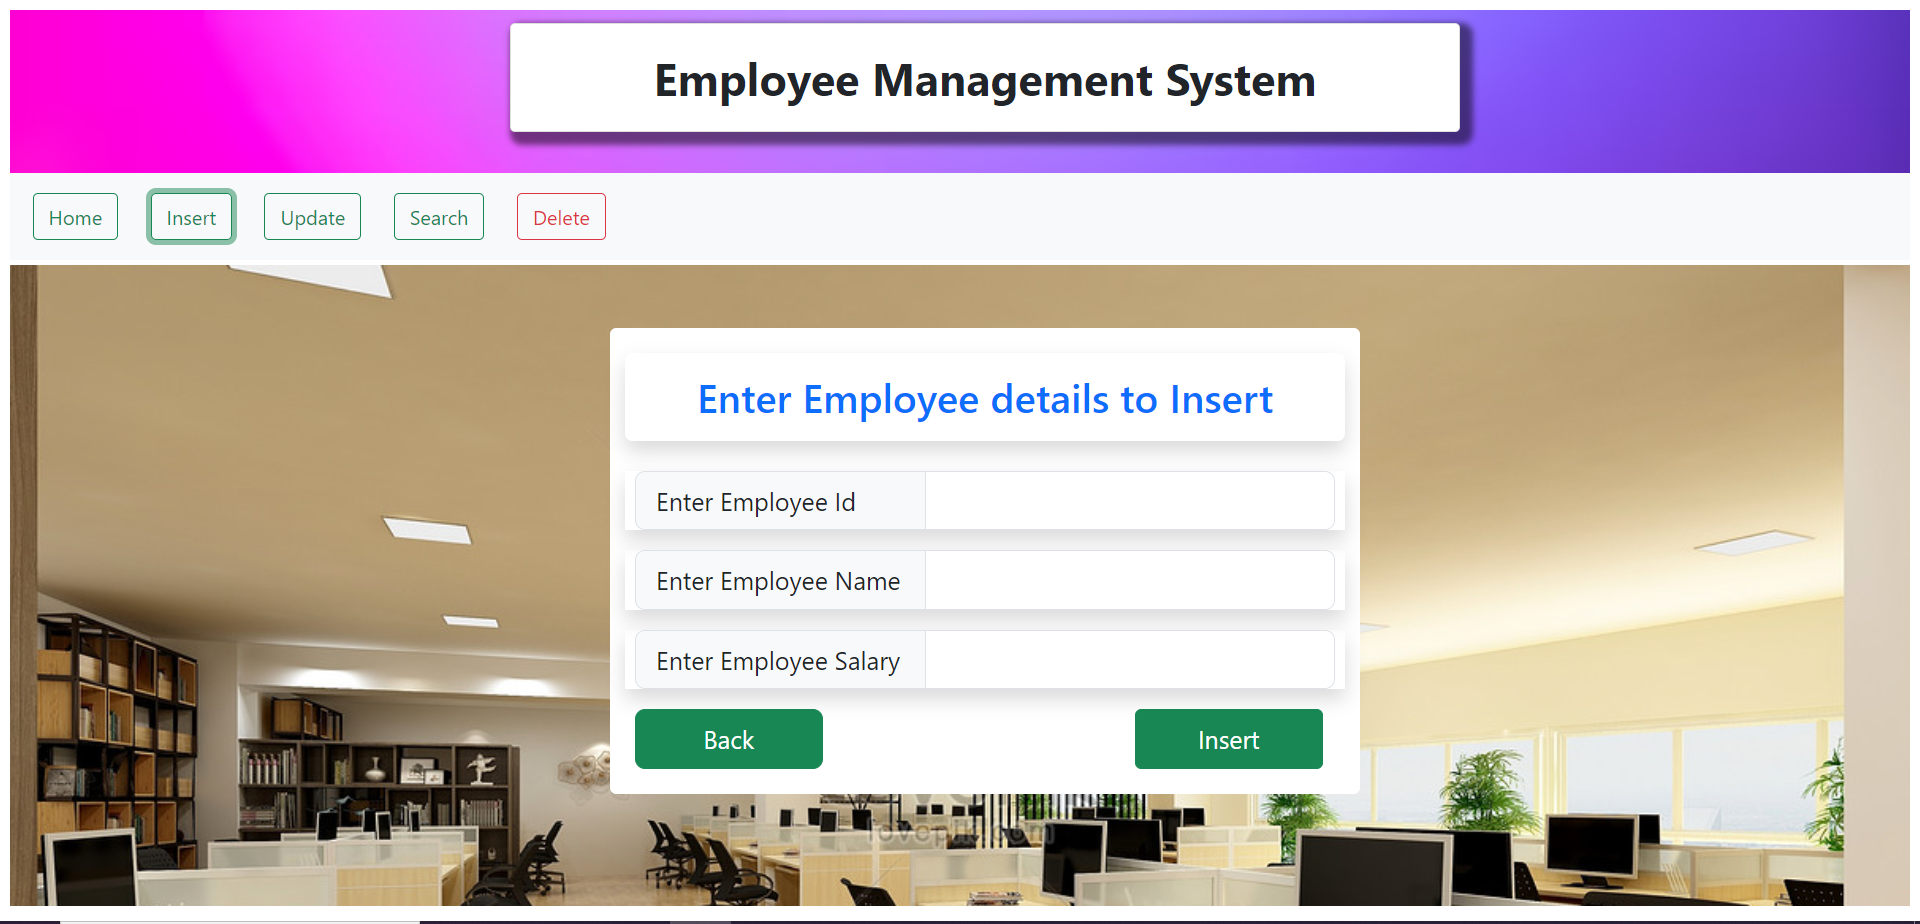 Employee Management System
Home Insert Update Search Delete
Enter Employee details to Insert
Enter Employee Id
Enter Employee Name
Enter Employee Salary
Back Insert